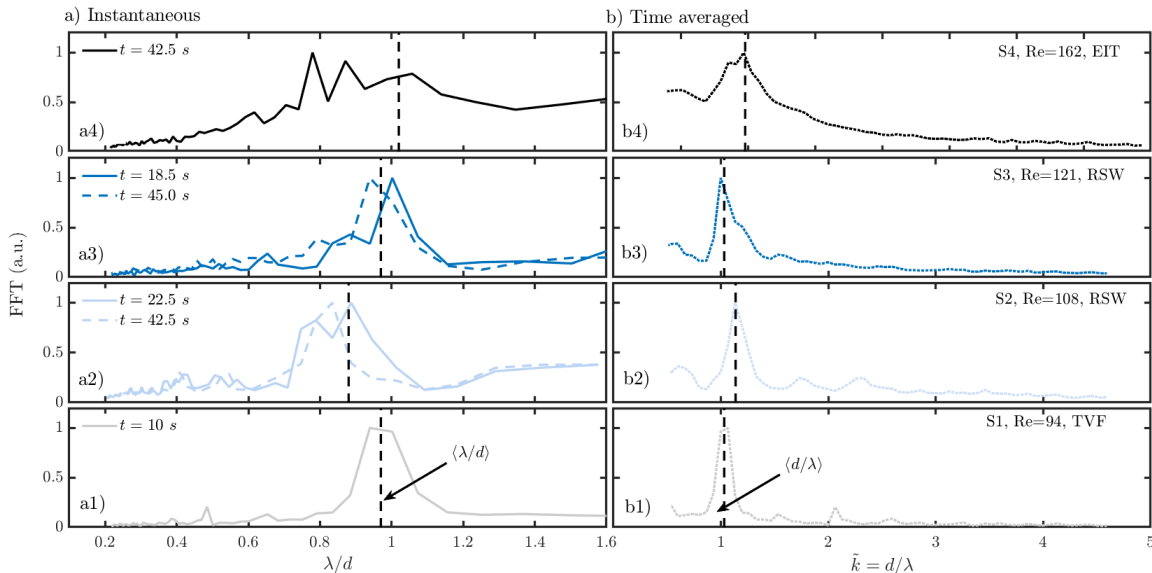 a) Instantaneous
b) Time averaged
FFT (a.u.)
1
0.5
0
t = 42.5 s
a4)
S4, Re=162, EIT
b4)
1
0.5
0
t = 18.5 s
t = 45.0 s
a3)
S3, Re=121, RSW
b3)
1
0.5
0
t = 22.5 s
t = 42.5 s
a2)
S2, Re=108, RSW
b2)
1
0.5
0
t = 10 s
⟨λ/d⟩
a1)
S1, Re=94, TVF
⟨d/λ⟩
b1)
0.2 0.4 0.6 0.8 1 1.2 1.4 1.6
1 2 3 4 5
λ/d
k̃ = d/λ